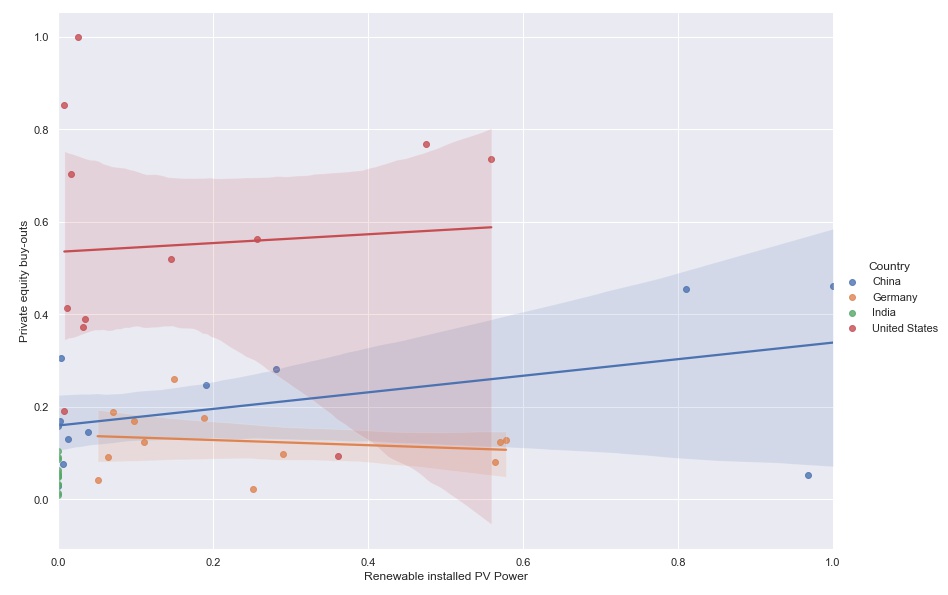 1.0
0.8
0.6
0.4
0.2
0.0
Private equity buy-outs
0.0 0.2 0.4 0.6 0.8 1.0
Renewable installed PV Power
Country
China
Germany
India
United States